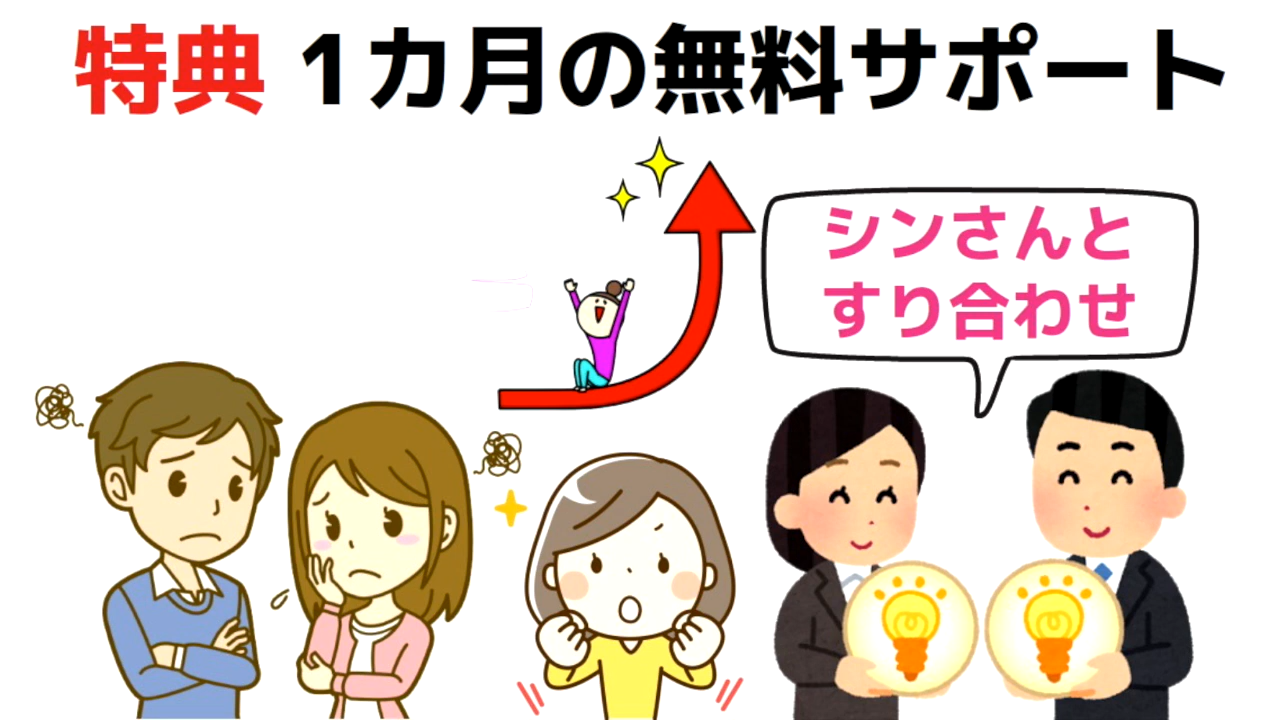 特典 1カ月の無料サポート
シンさんと
すり合わせ